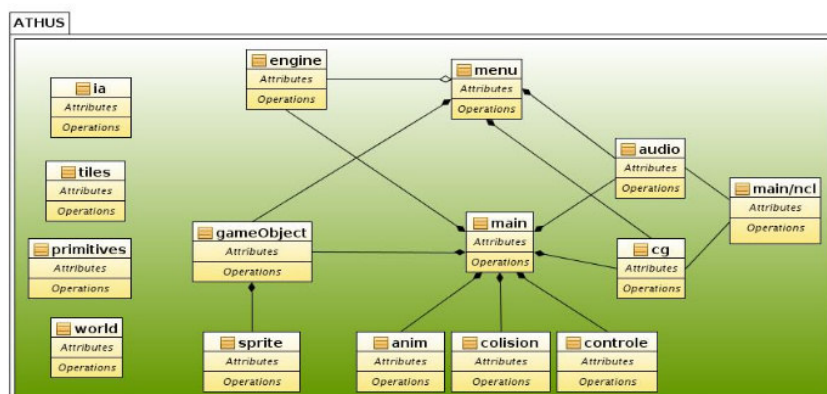 ATHUS
engine
Attributes
Operations
menu
Attributes
Operations
ia
Attributes
Operations
audio
Attributes
Operations
tiles
Attributes
Operations
main/ncl
Attributes
Operations
gameObject
Attributes
Operations
main
Attributes
Operations
primitives
Attributes
Operations
cg
Attributes
Operations
world
Attributes
Operations
sprite
Attributes
Operations
anim
Attributes
Operations
colision
Attributes
Operations
controle
Attributes
Operations